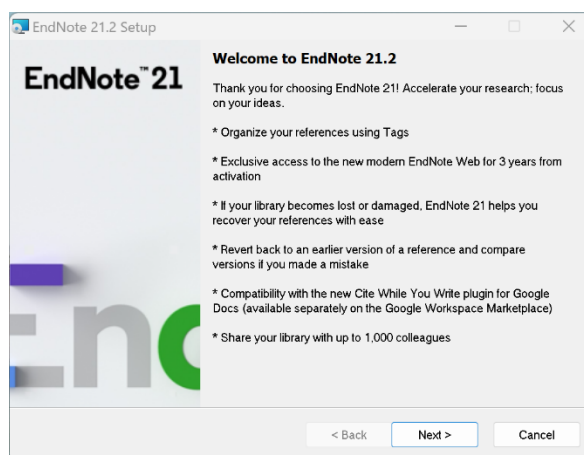 EndNote 21.2 Setup
EndNote™21
Welcome to EndNote 21.2
Thank you for choosing EndNote 21! Accelerate your research; focus
on your ideas.
* Organize your references using Tags
* Exclusive access to the new modern EndNote Web for 3 years from
activation
* If your library becomes lost or damaged, EndNote 21 helps you
recover your references with ease
* Revert back to an earlier version of a reference and compare
versions if you made a mistake
* Compatibility with the new Cite While You Write plugin for Google
Docs (available separately on the Google Workspace Marketplace)
* Share your library with up to 1,000 colleagues
En
< Back Next > Cancel